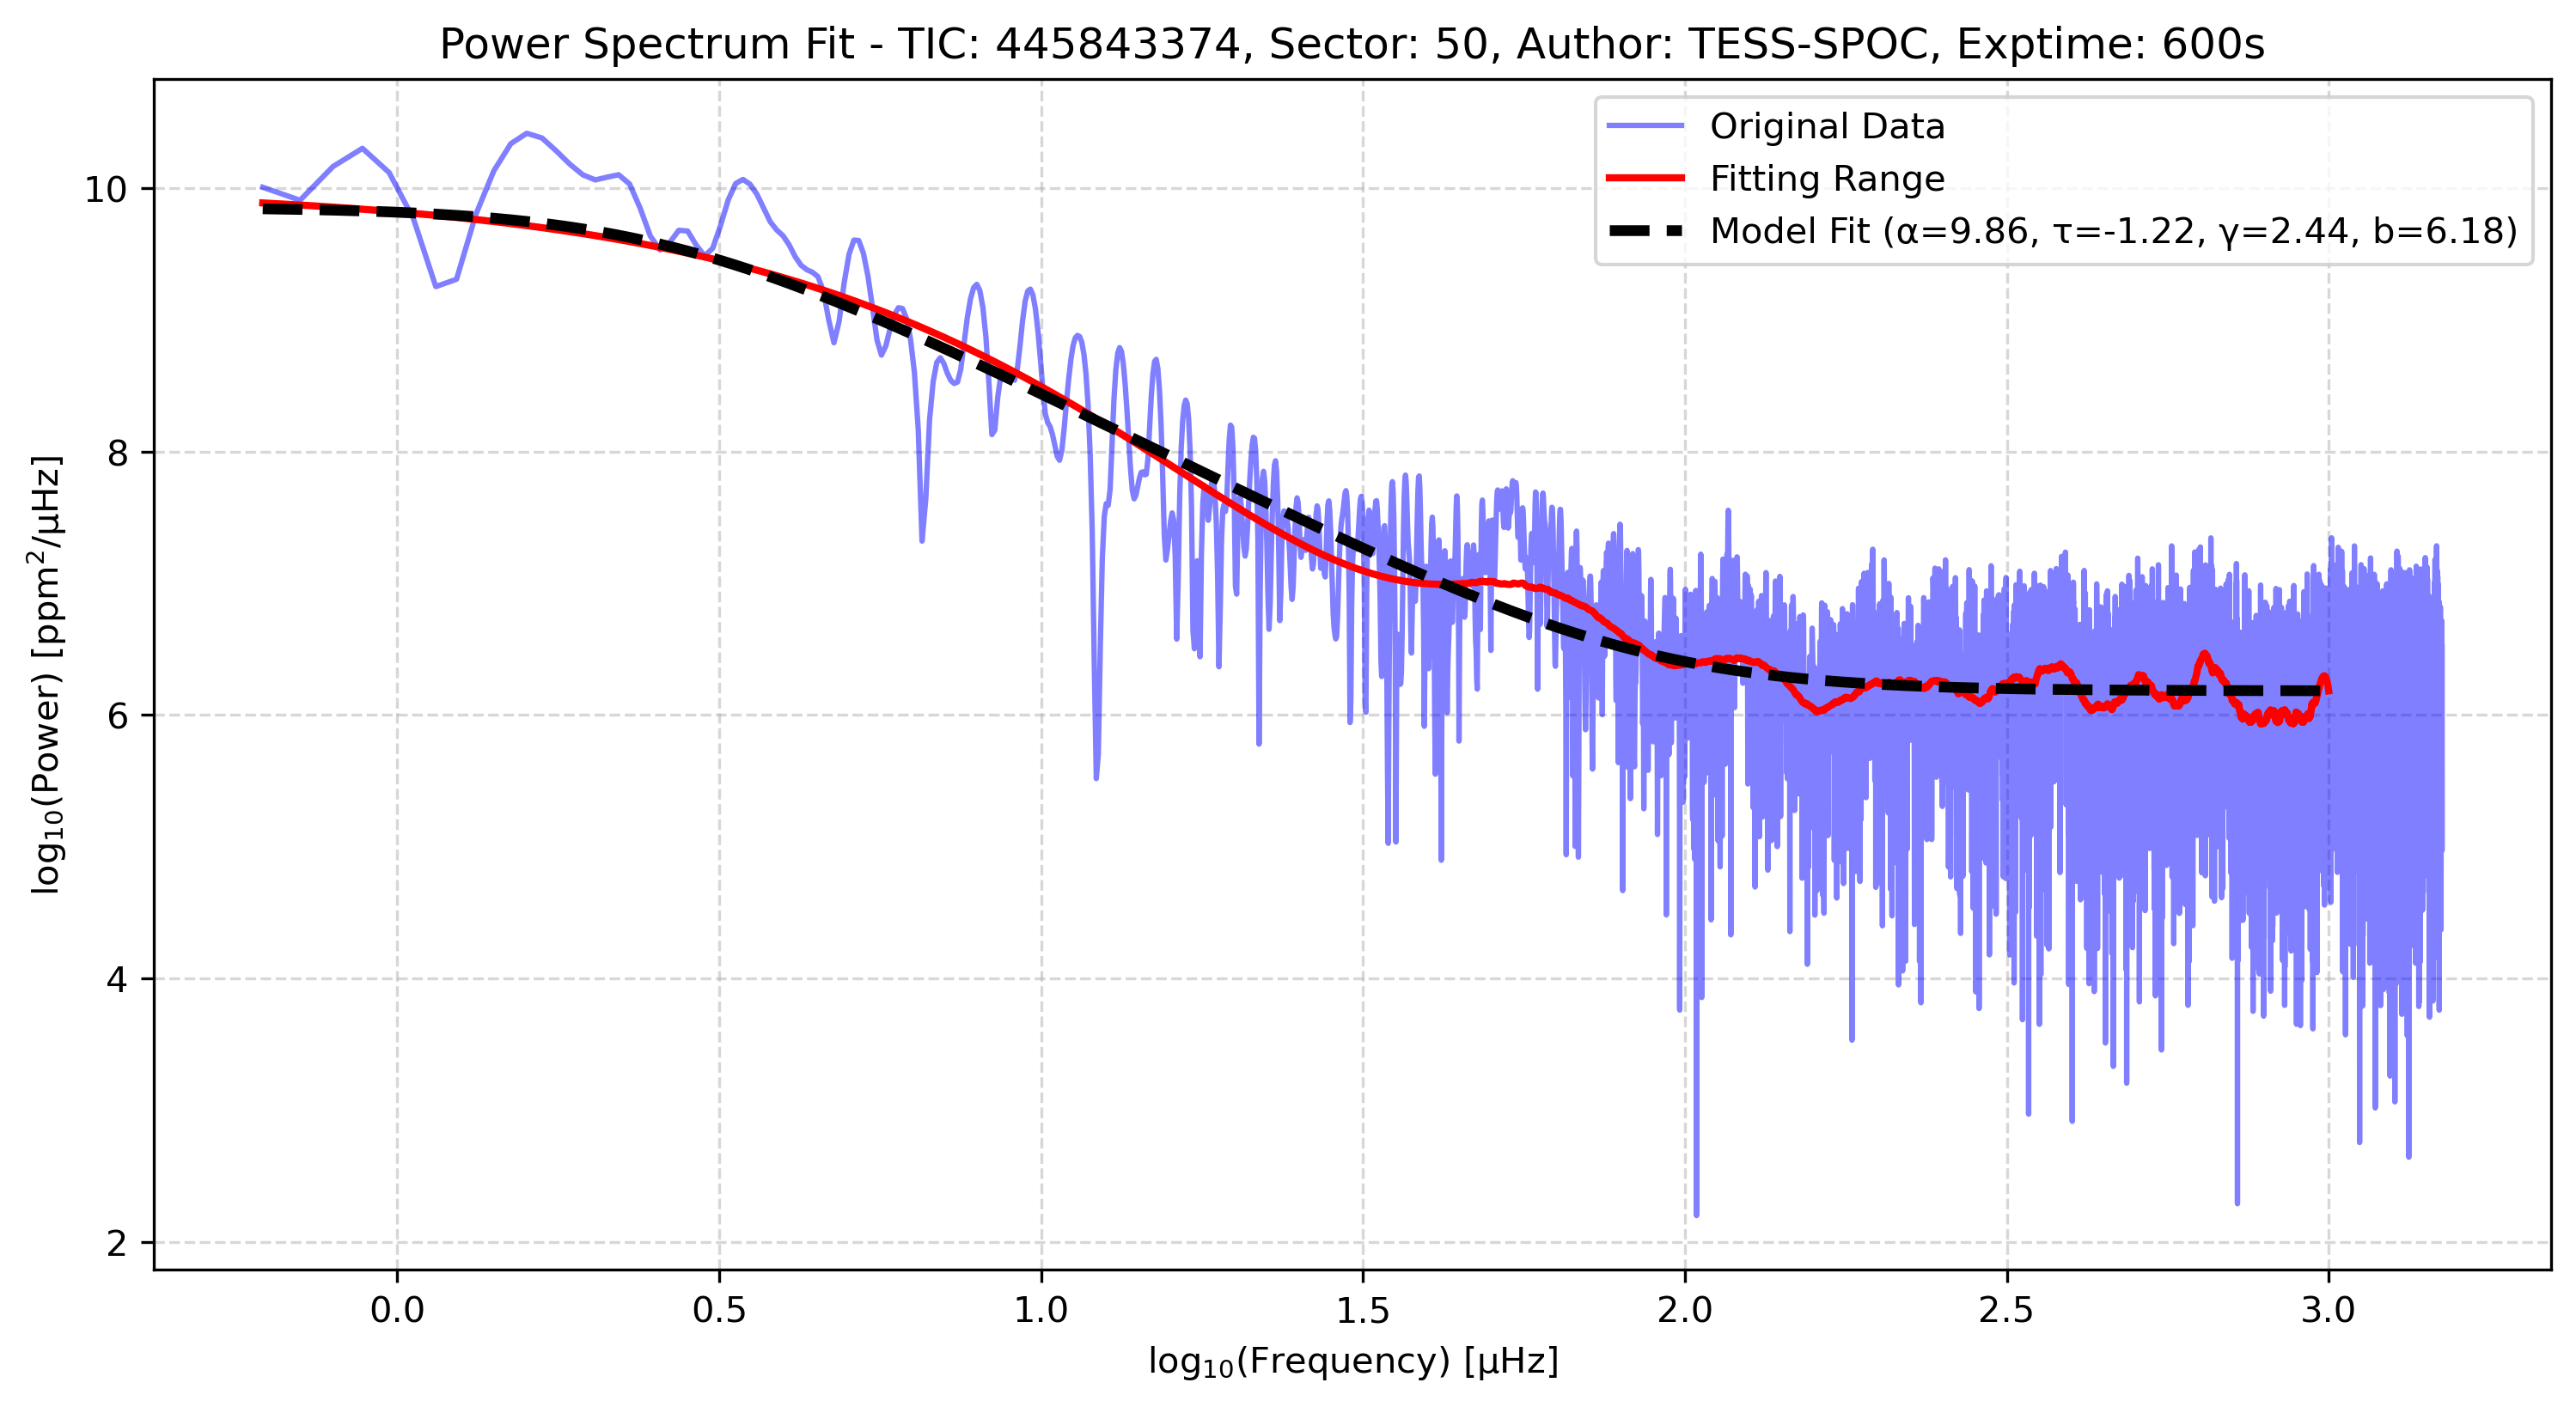 Power Spectrum Fit - TIC: 445843374, Sector: 50, Author: TESS-SPOC, Exptime: 600s
Original Data
Fitting Range
Model Fit (α=9.86, τ=-1.22, γ=2.44, b=6.18)
log₁₀(Power) [ppm²/μHz]
10
8
6
4
2
0.0 0.5 1.0 1.5 2.0 2.5 3.0
log₁₀(Frequency) [μHz]